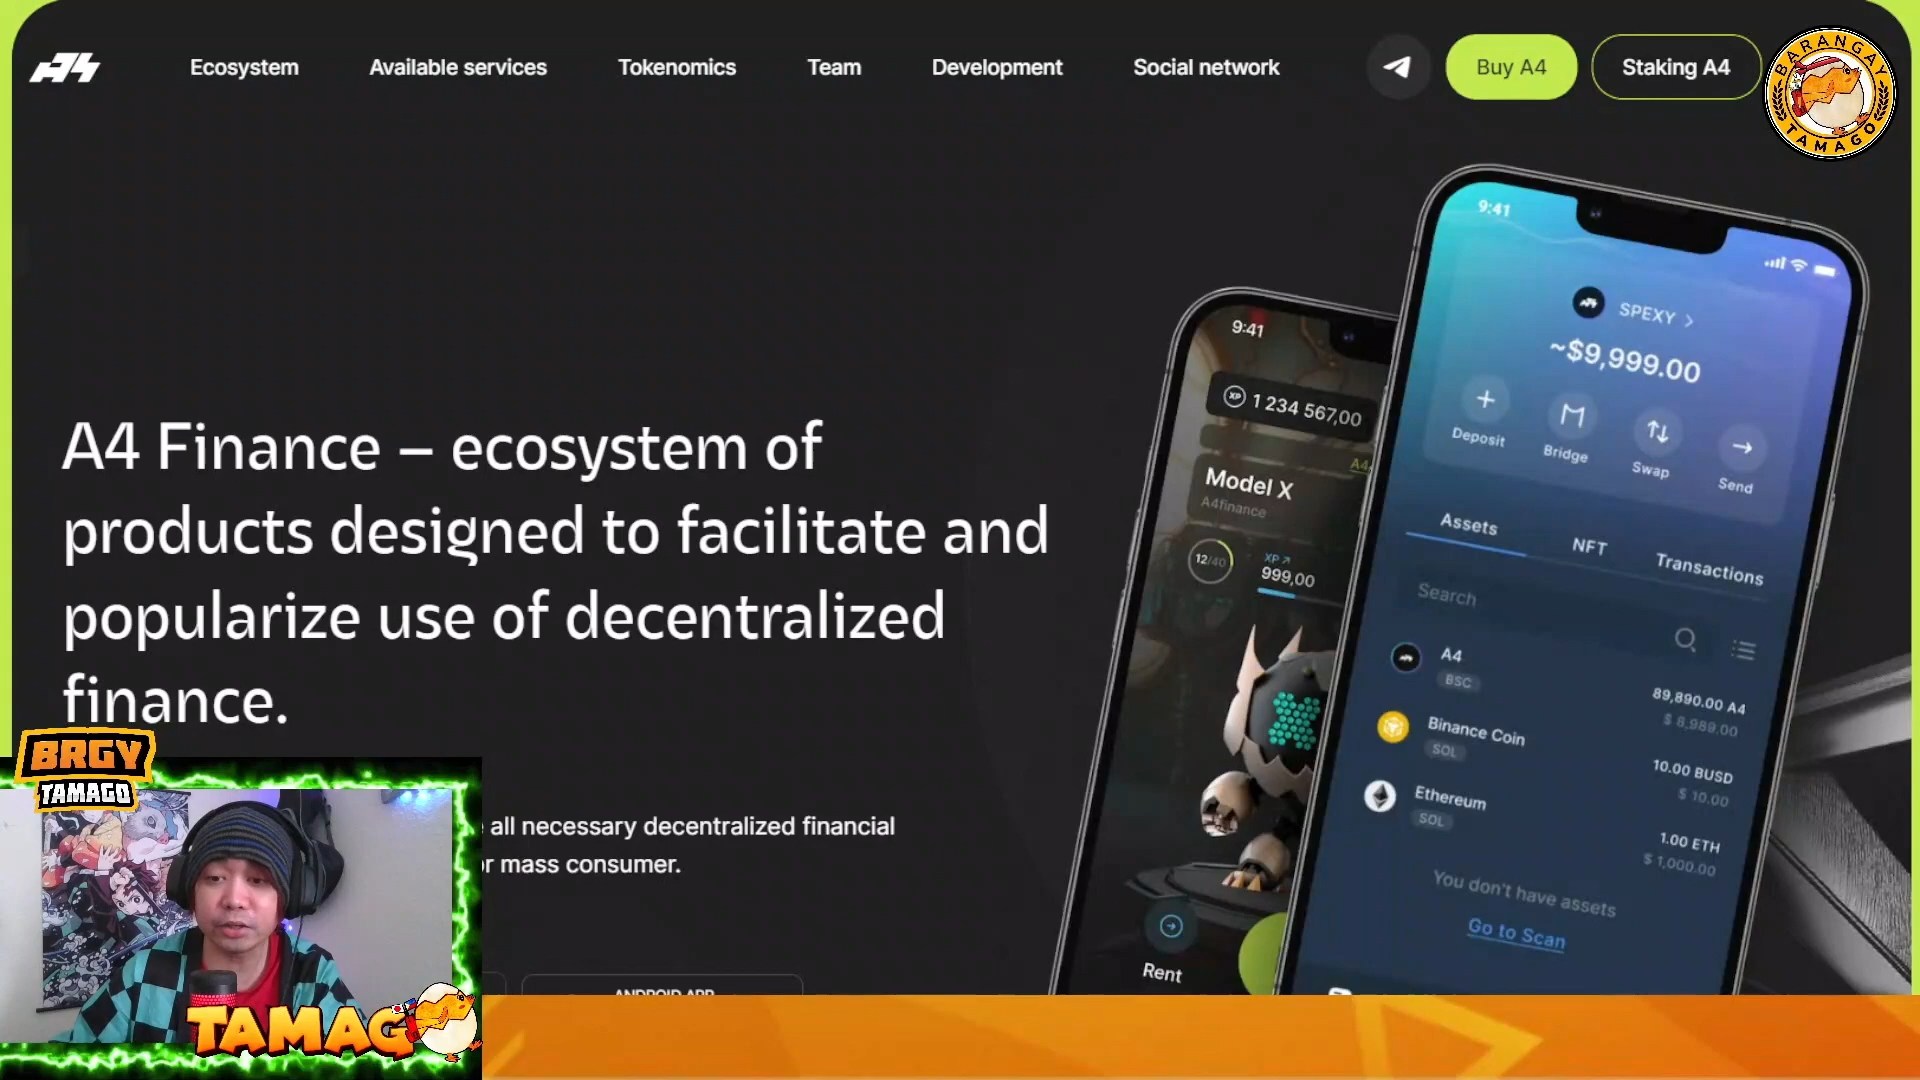 A4
Ecosystem
Available services
Tokenomics
Team
Development
Social network
Buy A4
Staking A4
BARANGAY
TAMAGO
A4 Finance – ecosystem of
products designed to facilitate and
popularize use of decentralized
finance.
all necessary decentralized financial
or mass consumer.
ANDROID APP
9:41
XP 1 234 567,00
Model X
A4finance
12/40
XP
999,00
Rent
9:41
SPEXY
~$9,999.00
Deposit
Bridge
Swap
Send
Assets
NFT
Transactions
Search
A4
BSC
89,890.00 A4
$ 8,989.00
Binance Coin
SOL
10.00 BUSD
$ 10.00
Ethereum
SOL
1.00 ETH
$ 1,000.00
You don't have assets
Go to Scan
BRGY
TAMAGO
TAMAGO